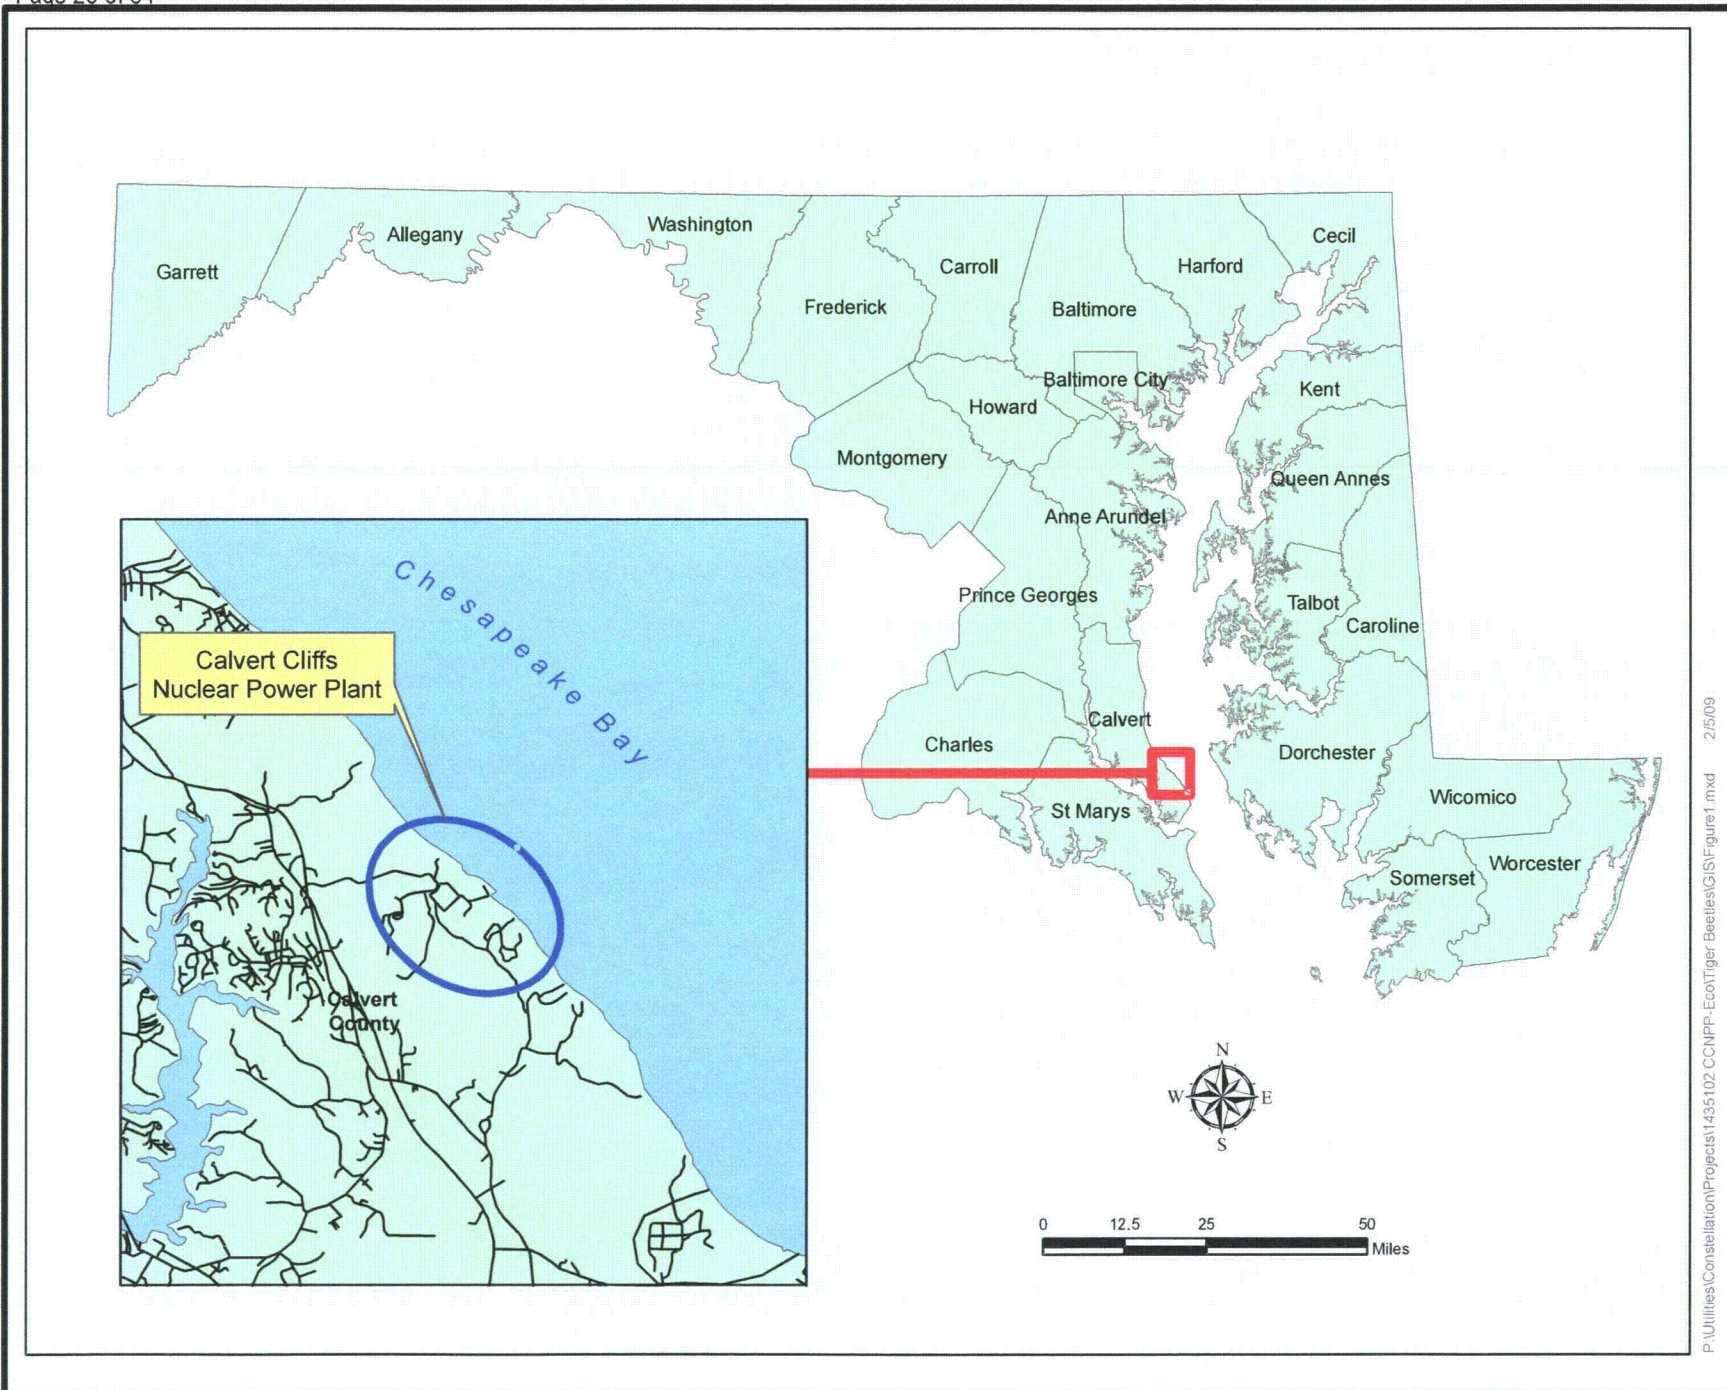 Garrett
Allegany
Washington
Frederick
Carroll
Baltimore
Harford
Cecil
Baltimore City
Howard
Kent
Montgomery
Queen Annes
Anne Arundel
Prince Georges
Talbot
Caroline
Calvert
Charles
Dorchester
St Marys
Wicomico
Worcester
Somerset
Chesapeake Bay
Calvert Cliffs
Nuclear Power Plant
Calvert
County
N
W E
S
0 12.5 25 50
Miles
P:\Utilities\Constellation\Projects\1435102 CCNPP-Eco\Tiger Beetles\GIS\Figure 1.mxd 2/5/09